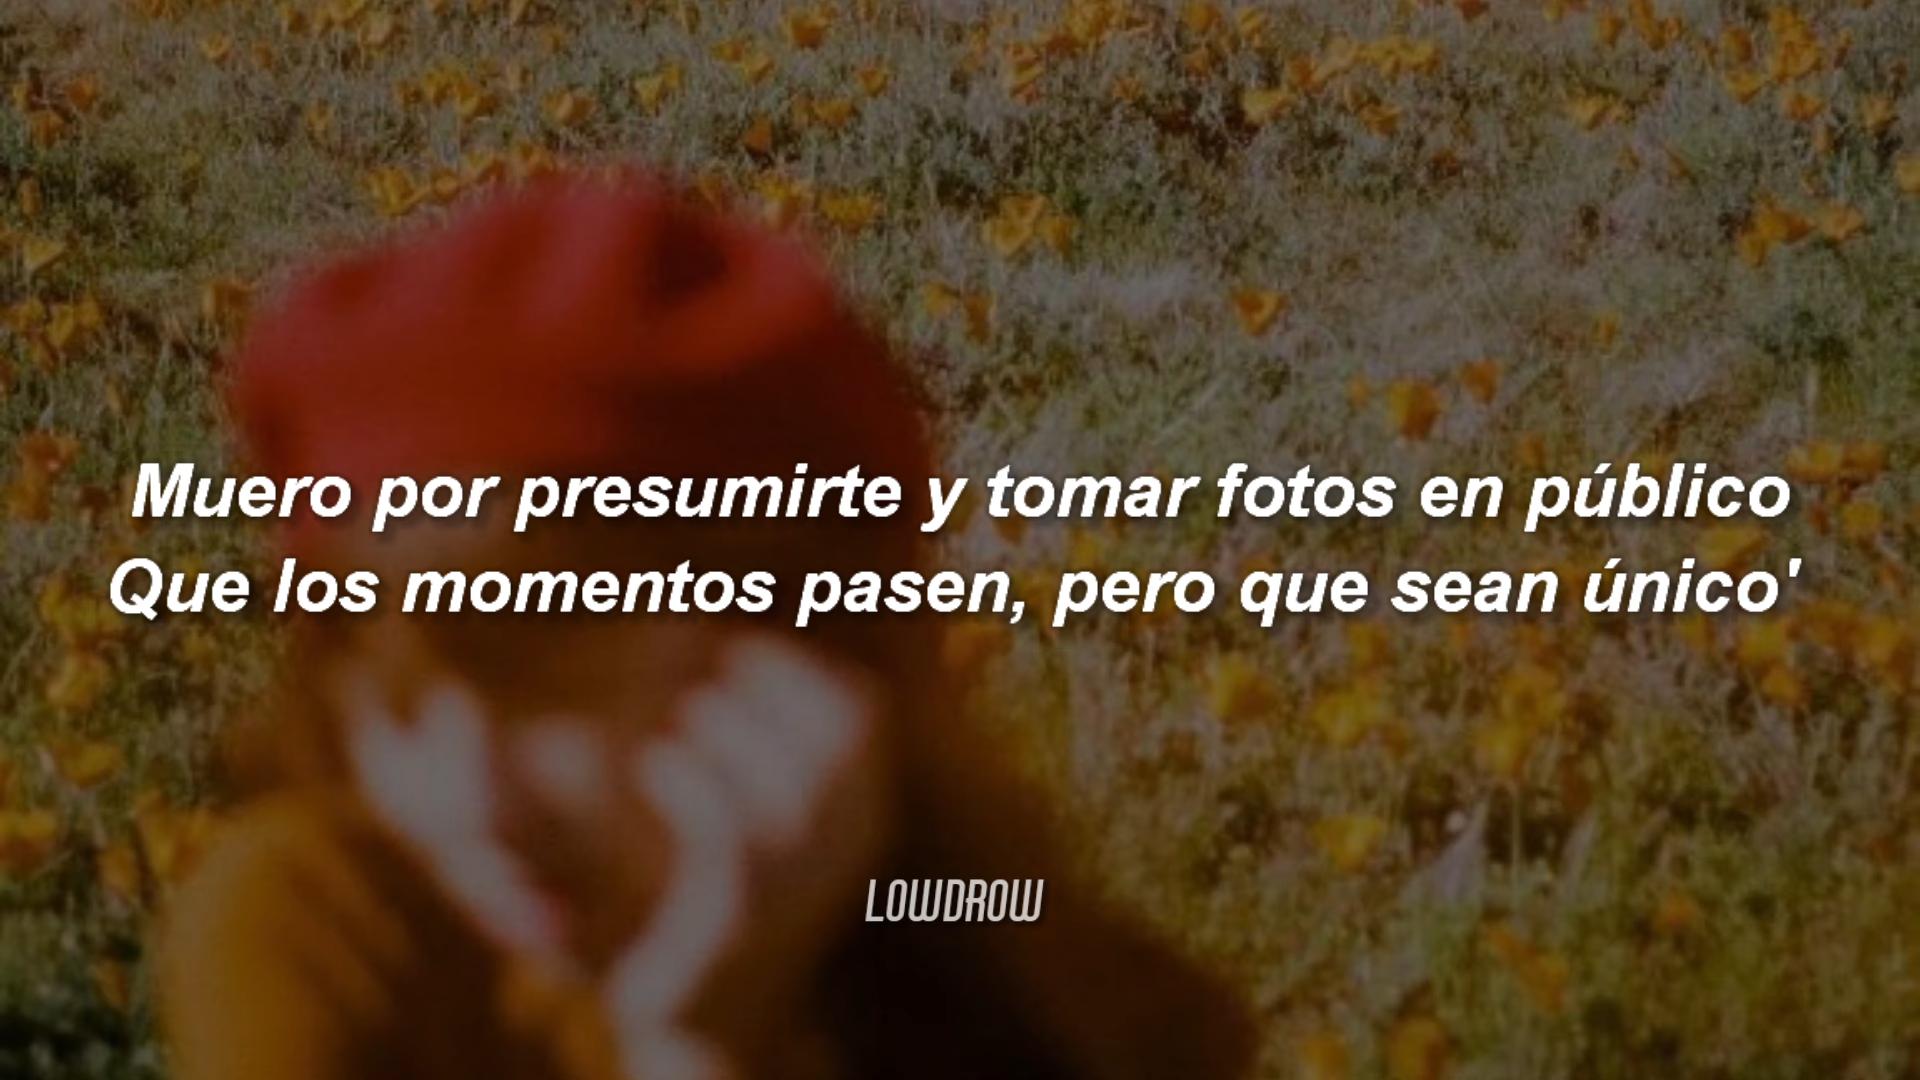 Muero por presumirte y tomar fotos en público
Que los momentos pasen, pero que sean único'
LOWDROW